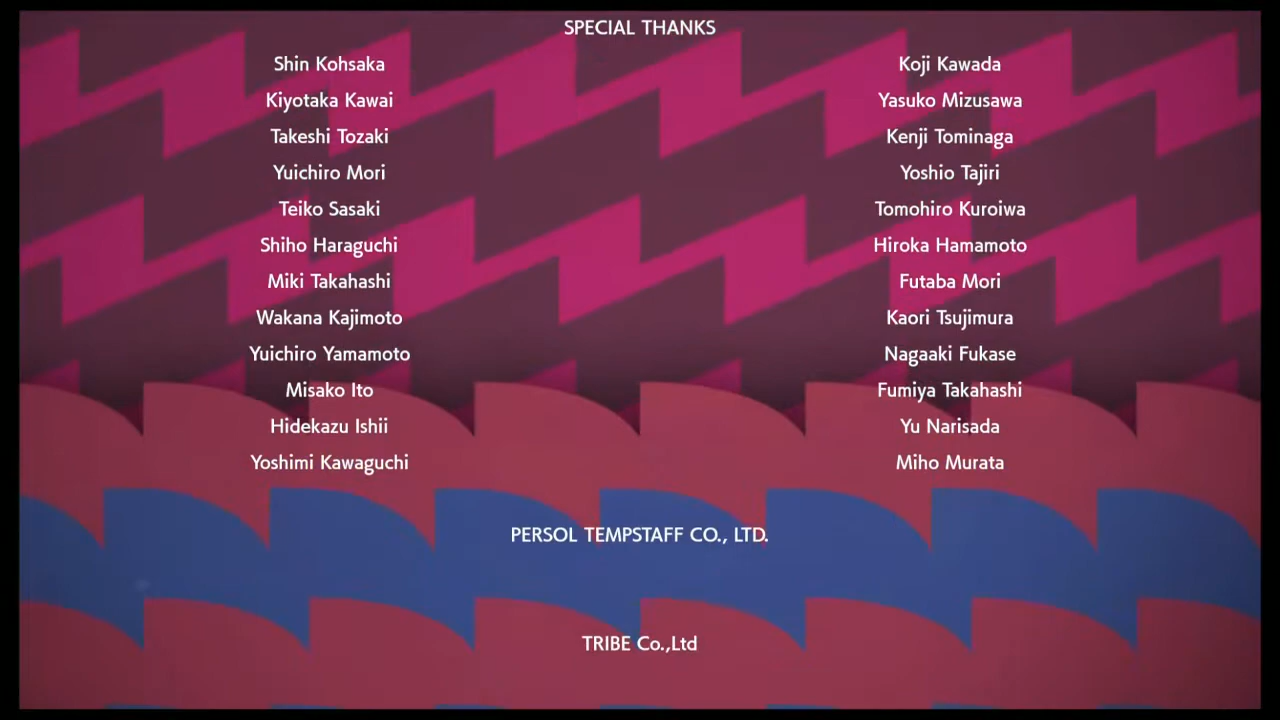 SPECIAL THANKS
Shin Kohsaka Koji Kawada
Kiyotaka Kawai Yasuko Mizusawa
Takeshi Tozaki Kenji Tominaga
Yuichiro Mori Yoshio Tajiri
Teiko Sasaki Tomohiro Kuroiwa
Shiho Haraguchi Hiroka Hamamoto
Miki Takahashi Futaba Mori
Wakana Kajimoto Kaori Tsujimura
Yuichiro Yamamoto Nagaaki Fukase
Misako Ito Fumiya Takahashi
Hidekazu Ishii Yu Narisada
Yoshimi Kawaguchi Miho Murata
PERSOL TEMPSTAFF CO., LTD.
TRIBE Co.,Ltd